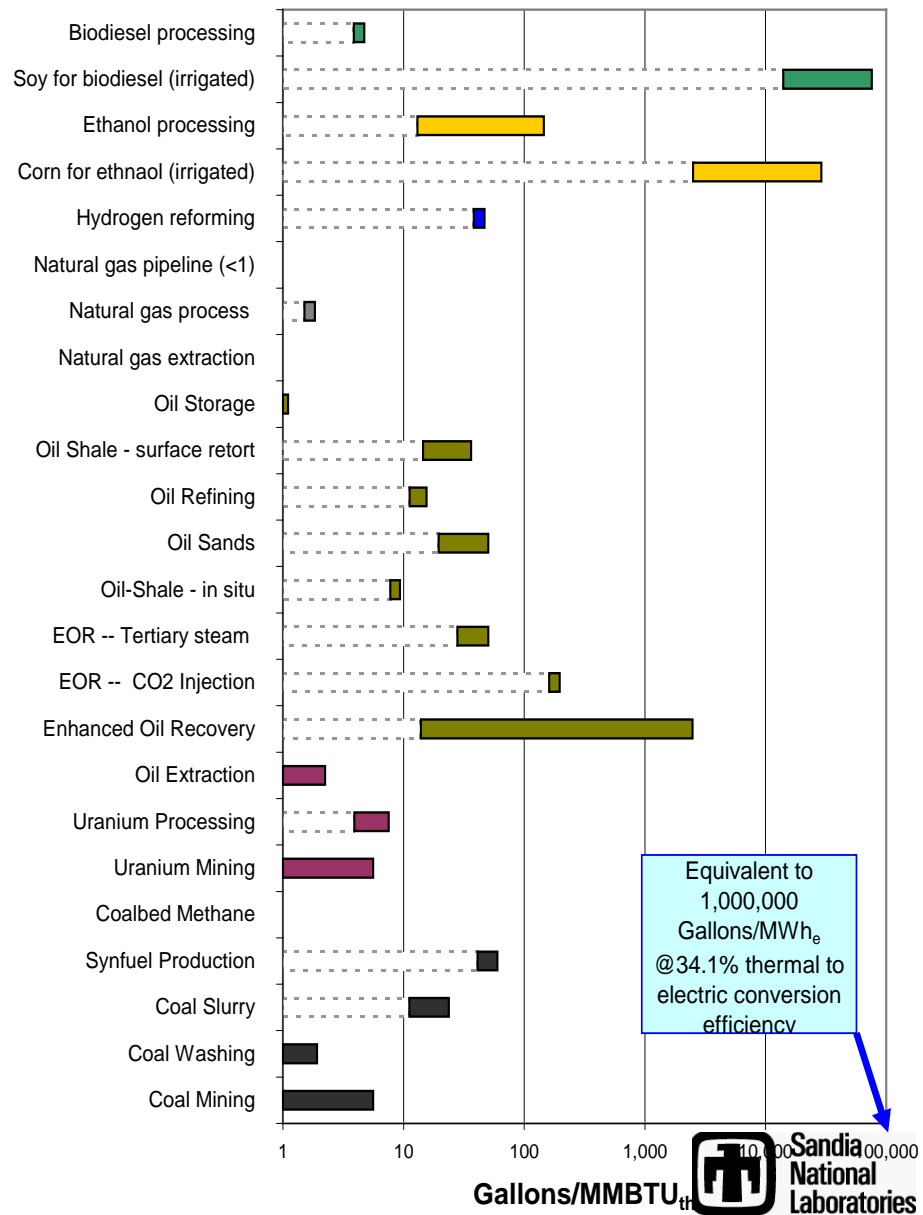 Biodiesel processing
Soy for biodiesel (irrigated)
Ethanol processing
Corn for ethnaol (irrigated)
Hydrogen reforming
Natural gas pipeline (<1)
Natural gas process
Natural gas extraction
Oil Storage
Oil Shale - surface retort
Oil Refining
Oil Sands
Oil-Shale - in situ
EOR -- Tertiary steam
EOR -- CO2 Injection
Enhanced Oil Recovery
Oil Extraction
Uranium Processing
Uranium Mining
Coalbed Methane
Synfuel Production
Coal Slurry
Coal Washing
Coal Mining
Equivalent to
1,000,000
Gallons/MWhe
@34.1% thermal to
electric conversion
efficiency
1 10 100 1,000 10,000 100,000
Gallons/MMBTUth
Sandia
National
Laboratories